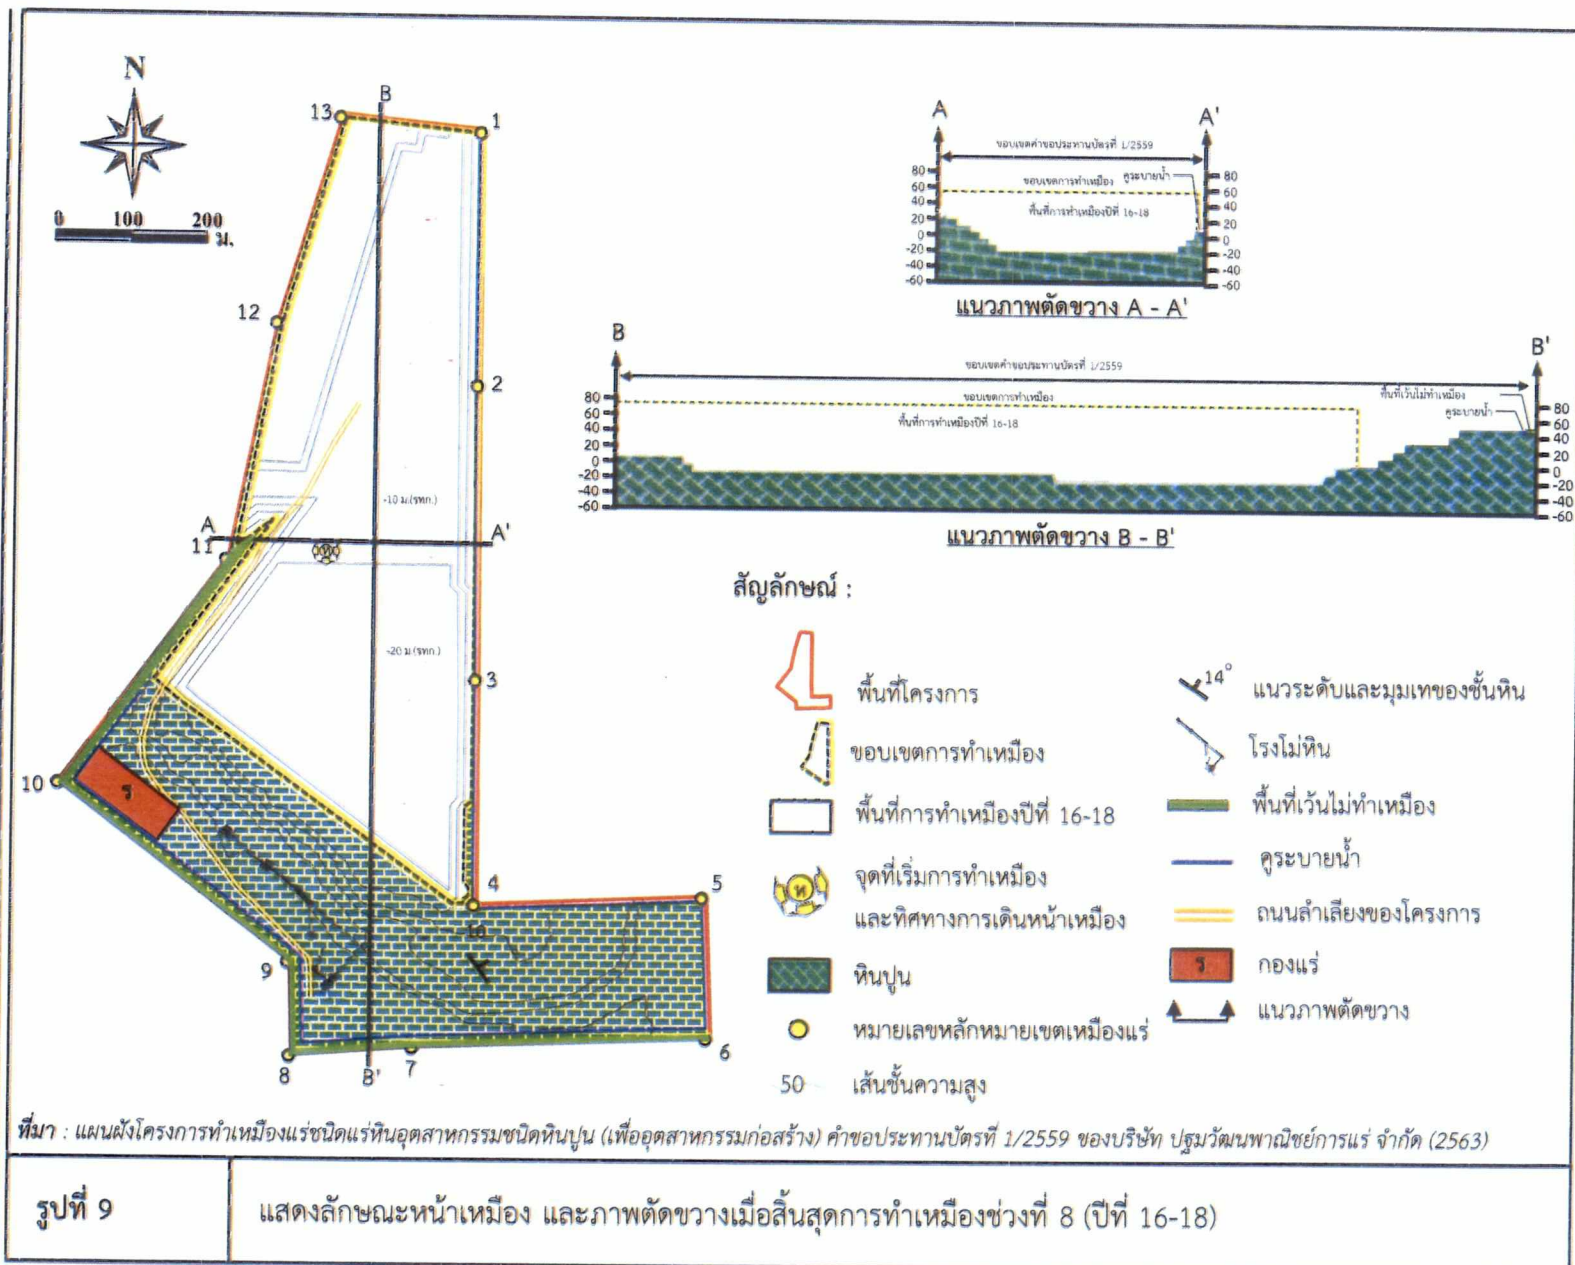 N
0 100 200
ม.
B
13
1
12
2
-10 ม.(รทก.)
A
A'
11
ห
-20 ม.(รทก.)
3
10
ร
4
5
9
8
B'
7
6
A
A'
ขอบเขตคำขอประทานบัตรที่ 1/2559
ขอบเขตการทำเหมือง
คูระบายน้ำ
พื้นที่การทำเหมืองปีที่ 16-18
80
60
40
20
0
-20
-40
-60
80
60
40
20
0
-20
-40
-60
แนวภาพตัดขวาง A - A'
B
B'
ขอบเขตคำขอประทานบัตรที่ 1/2559
ขอบเขตการทำเหมือง
พื้นที่เว้นไม่ทำเหมือง
คูระบายน้ำ
พื้นที่การทำเหมืองปีที่ 16-18
80
60
40
20
0
-20
-40
-60
80
60
40
20
0
-20
-40
-60
แนวภาพตัดขวาง B - B'
สัญลักษณ์ :
พื้นที่โครงการ
ขอบเขตการทำเหมือง
พื้นที่การทำเหมืองปีที่ 16-18
ห
จุดที่เริ่มการทำเหมือง
และทิศทางการเดินหน้าเหมือง
หินปูน
หมายเลขหลักหมายเขตเหมืองแร่
50 เส้นชั้นความสูง
14° แนวระดับและมุมเทของชั้นหิน
โรงโม่หิน
พื้นที่เว้นไม่ทำเหมือง
คูระบายน้ำ
ถนนลำเลียงของโครงการ
ร กองแร่
แนวภาพตัดขวาง
ที่มา : แผนผังโครงการทำเหมืองแร่ชนิดแร่หินอุตสาหกรรมชนิดหินปูน (เพื่ออุตสาหกรรมก่อสร้าง) คำขอประทานบัตรที่ 1/2559 ของบริษัท ปฐมวัฒนพาณิชย์การแร่ จำกัด (2563)
รูปที่ 9
แสดงลักษณะหน้าเหมือง และภาพตัดขวางเมื่อสิ้นสุดการทำเหมืองช่วงที่ 8 (ปีที่ 16-18)